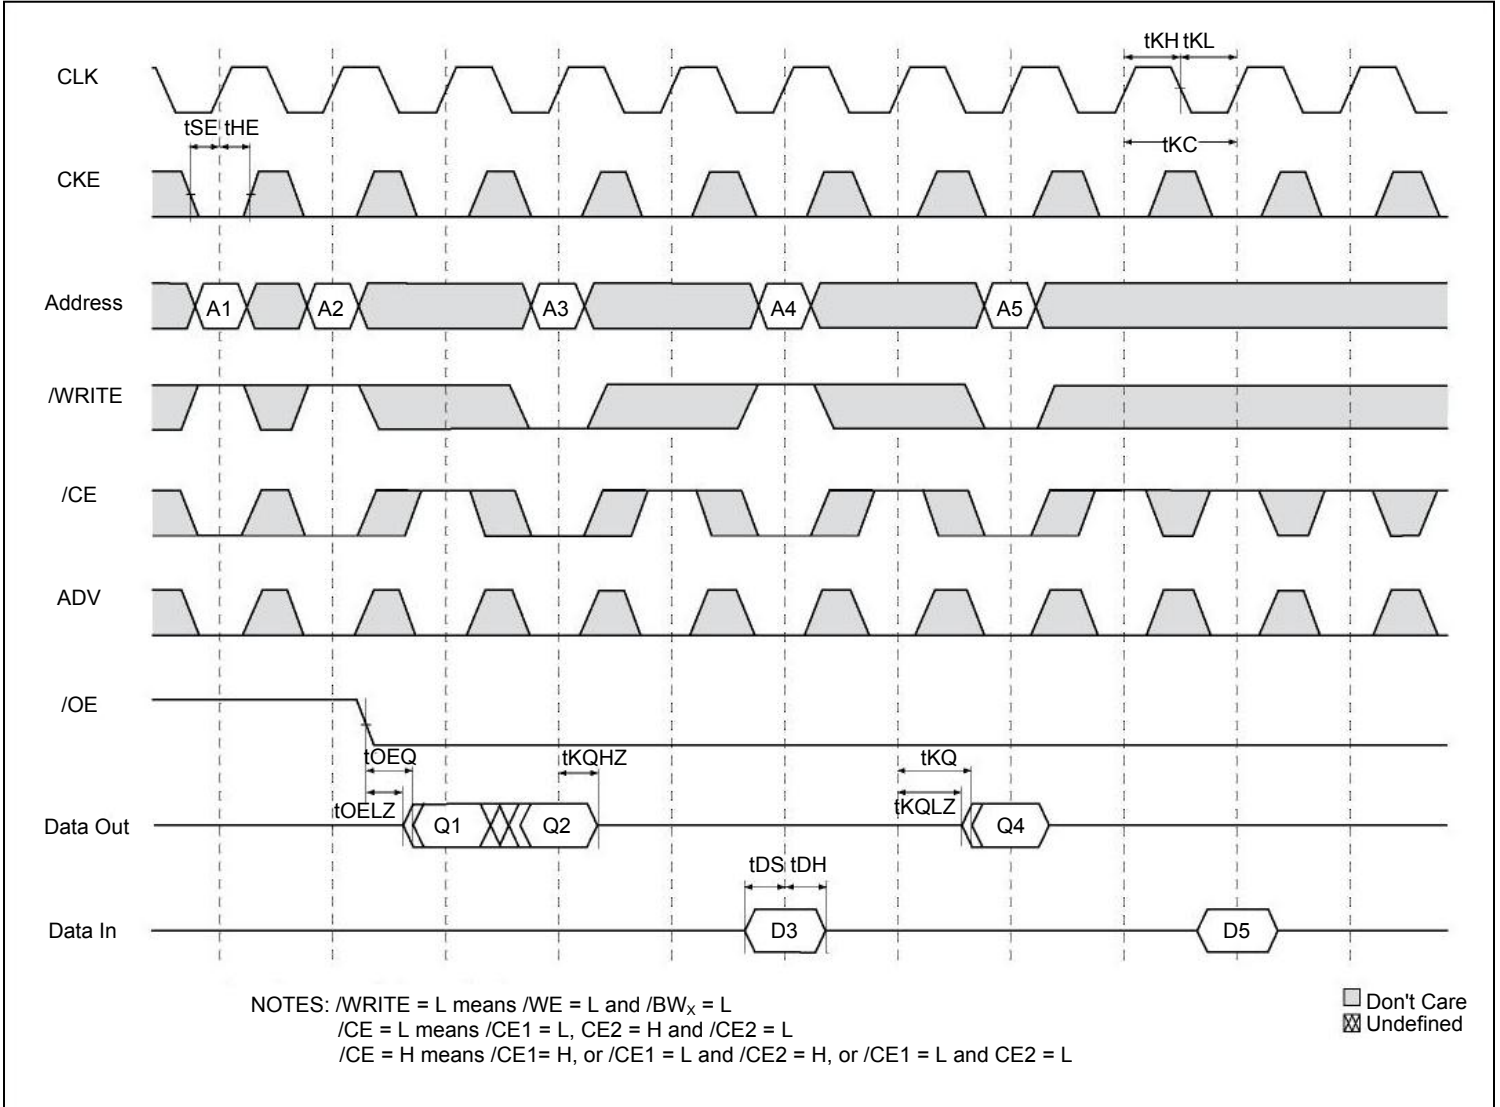 tKH tKL
CLK
tSE tHE
tKC
CKE
Address
A1
A2
A3
A4
A5
/WRITE
/CE
ADV
/OE
tOEQ
tKQHZ
tKQ
tOELZ
tKQLZ
Data Out
Q1
Q2
Q4
tDS tDH
Data In
D3
D5
NOTES: /WRITE = L means /WE = L and /BWX = L
/CE = L means /CE1 = L, CE2 = H and /CE2 = L
/CE = H means /CE1= H, or /CE1 = L and /CE2 = H, or /CE1 = L and CE2 = L
Don't Care
Undefined